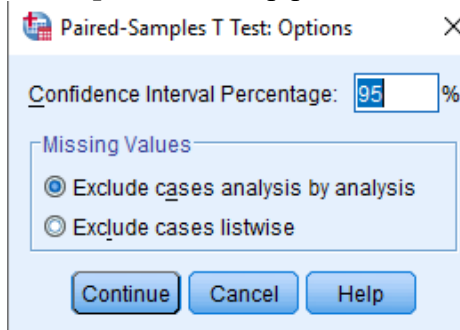 Paired-Samples T Test: Options
Confidence Interval Percentage: 95 %
Missing Values
Exclude cases analysis by analysis
Exclude cases listwise
Continue Cancel Help